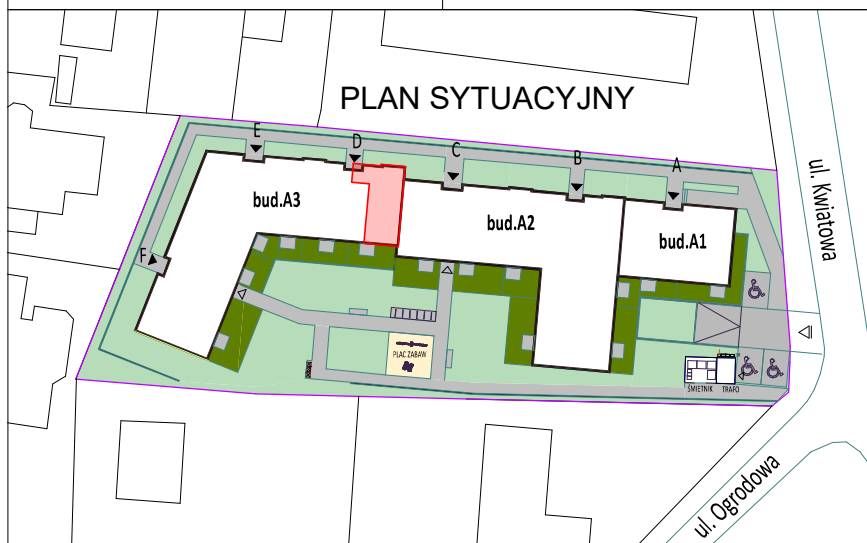 PLAN SYTUACYJNY
E
D
C
B
A
ul. Kwiatowa
bud.A3
bud.A2
bud.A1
F
PLAC ZABAW
ŚMIETNIK TRAFO
ul. Ogrodowa